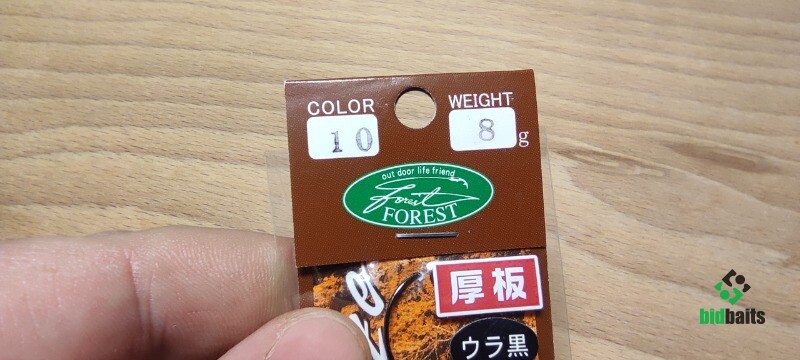 COLOR
WEIGHT
10
8 g
out door life friend
Forest
FOREST
厚板
ウラ黒
bidbaits